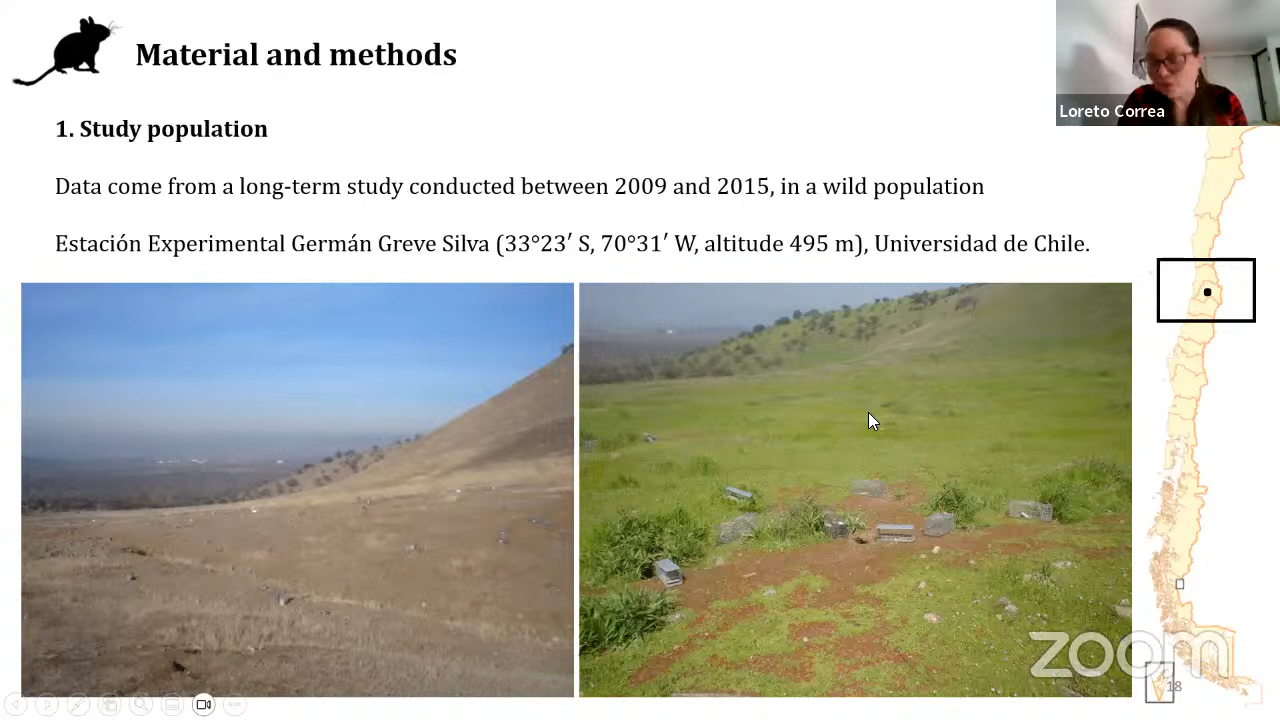 Material and methods
Loreto Correa
1. Study population
Data come from a long-term study conducted between 2009 and 2015, in a wild population
Estación Experimental Germán Greve Silva (33°23′ S, 70°31′ W, altitude 495 m), Universidad de Chile.
zoom
18